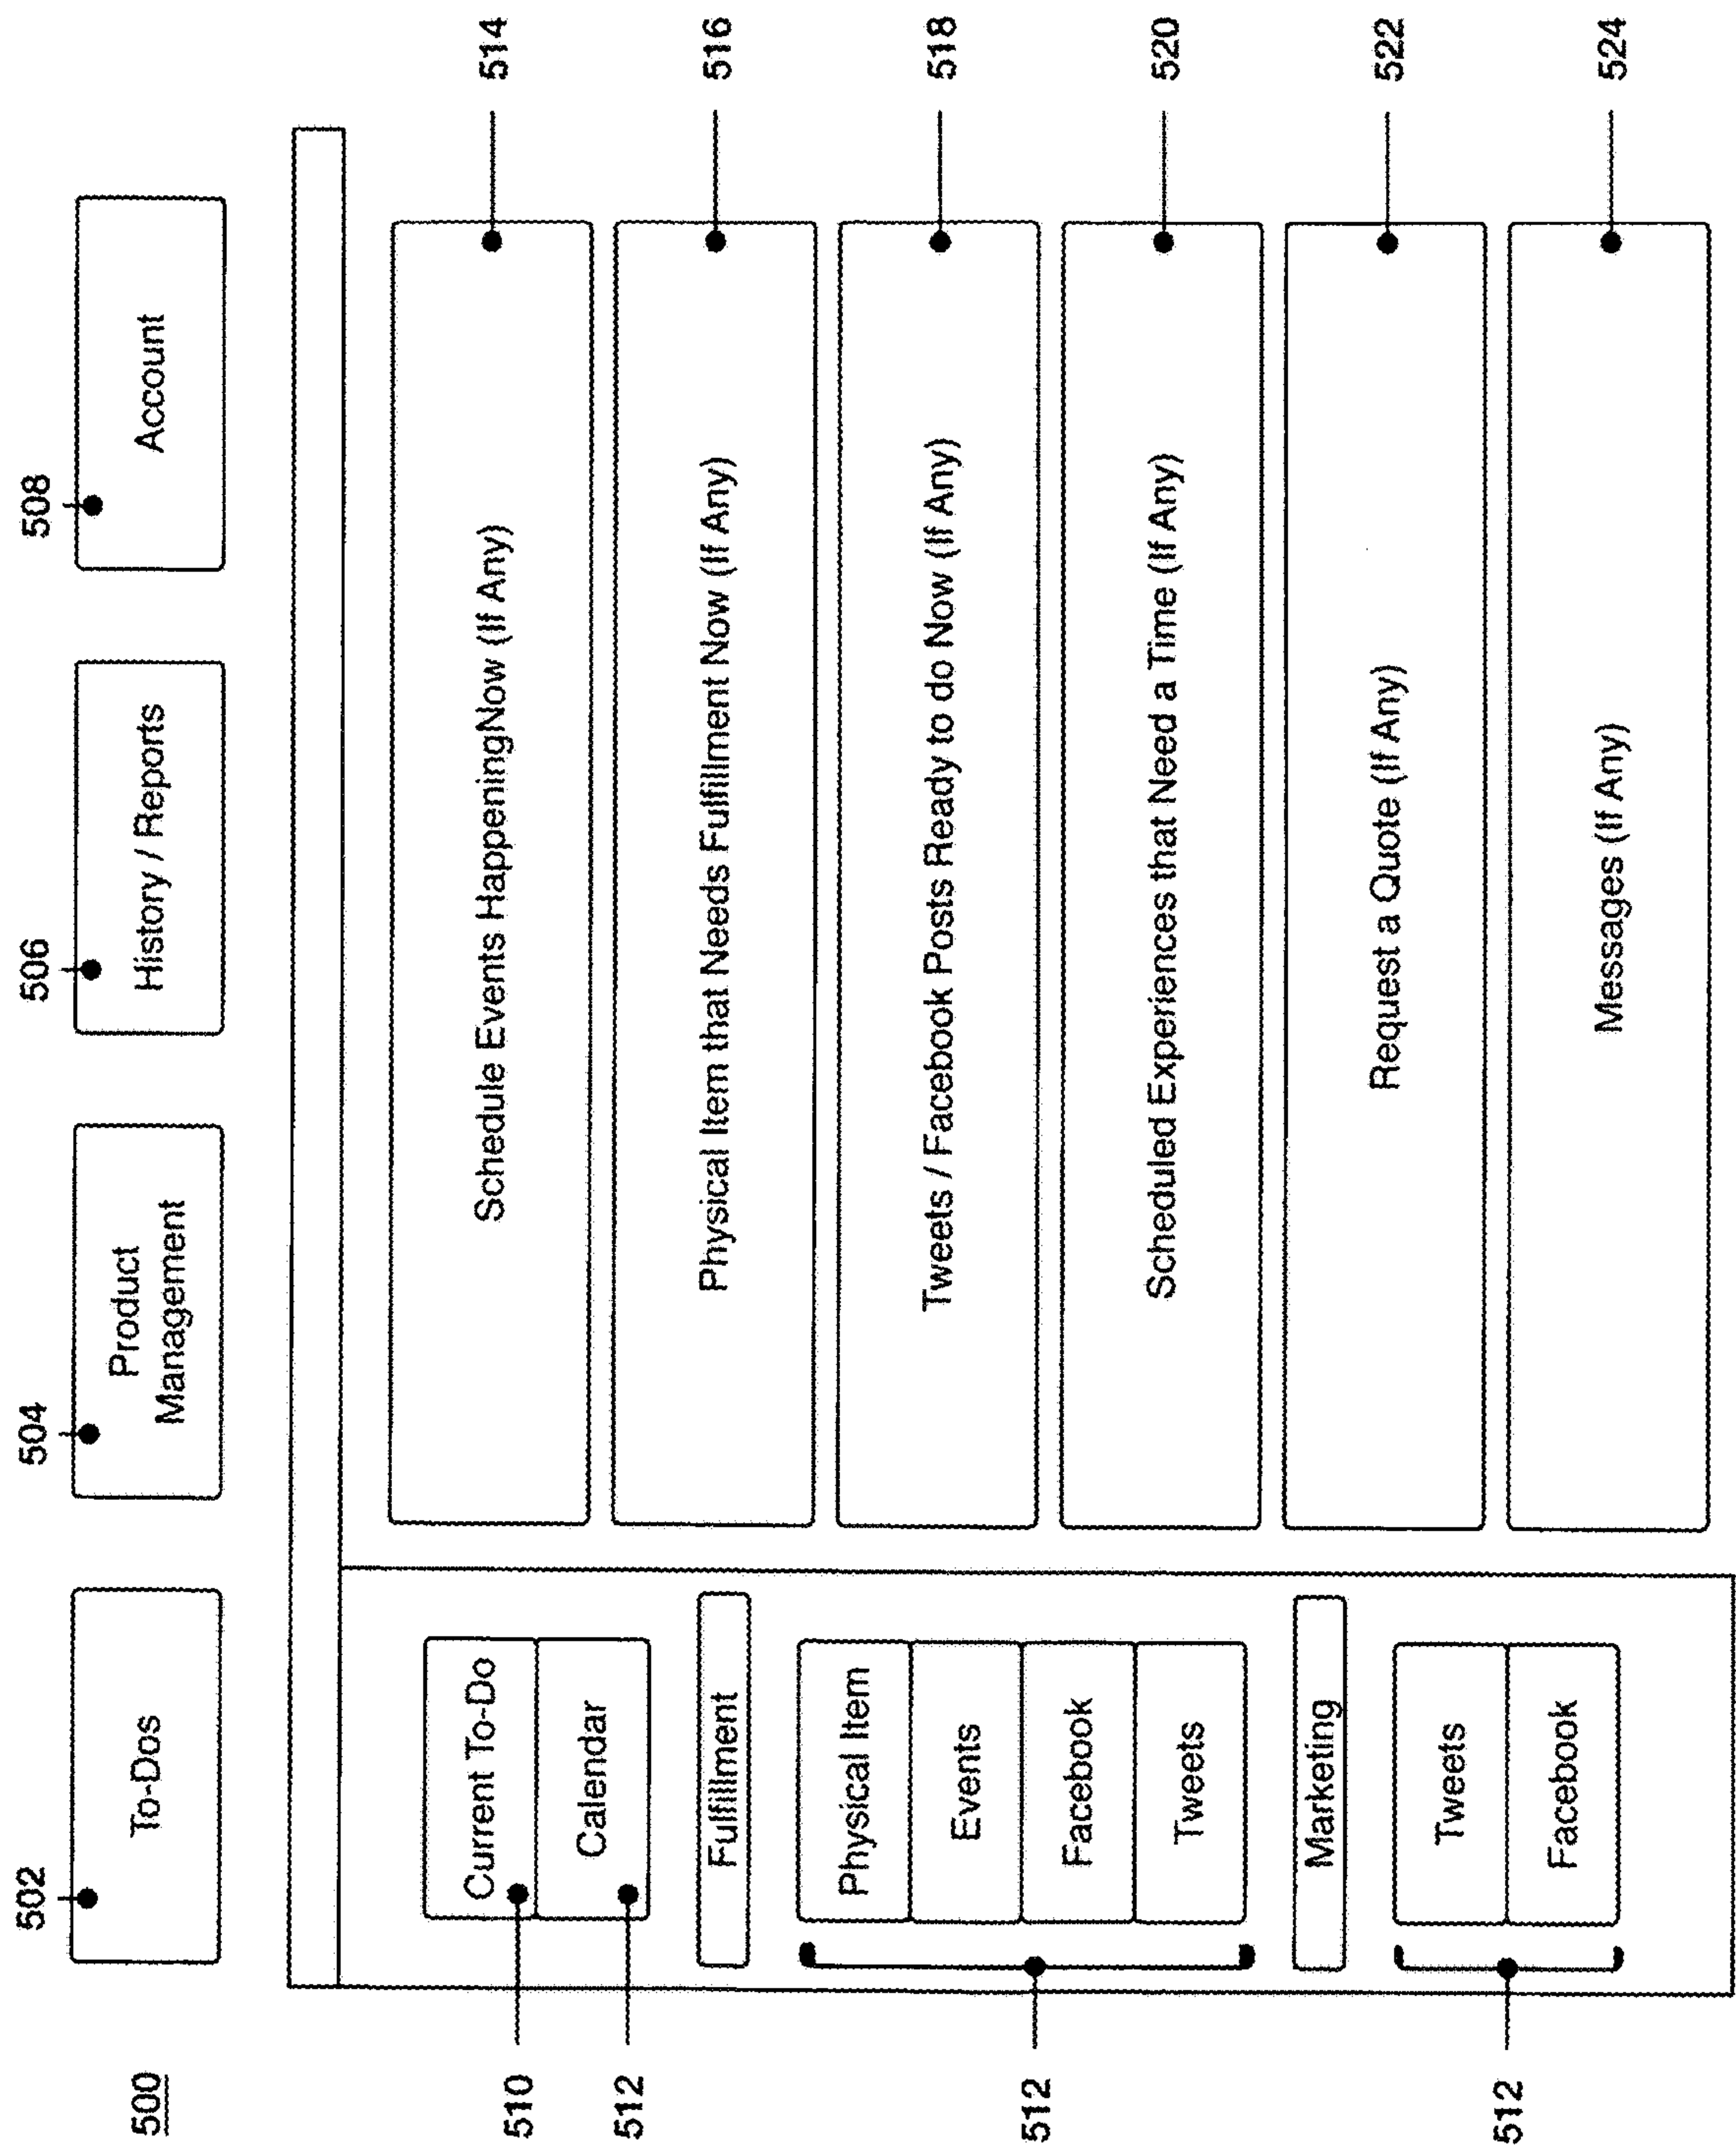 500
502
504
506
508
To-Dos
Product
Management
History / Reports
Account
510
Current To-Do
512
Calendar
Fulfillment
512
Physical Item
Events
Facebook
Tweets
Marketing
512
Tweets
Facebook
Schedule Events HappeningNow (If Any)
514
Physical Item that Needs Fulfillment Now (If Any)
516
Tweets / Facebook Posts Ready to do Now (If Any)
518
Scheduled Experiences that Need a Time (If Any)
520
Request a Quote (If Any)
522
Messages (If Any)
524